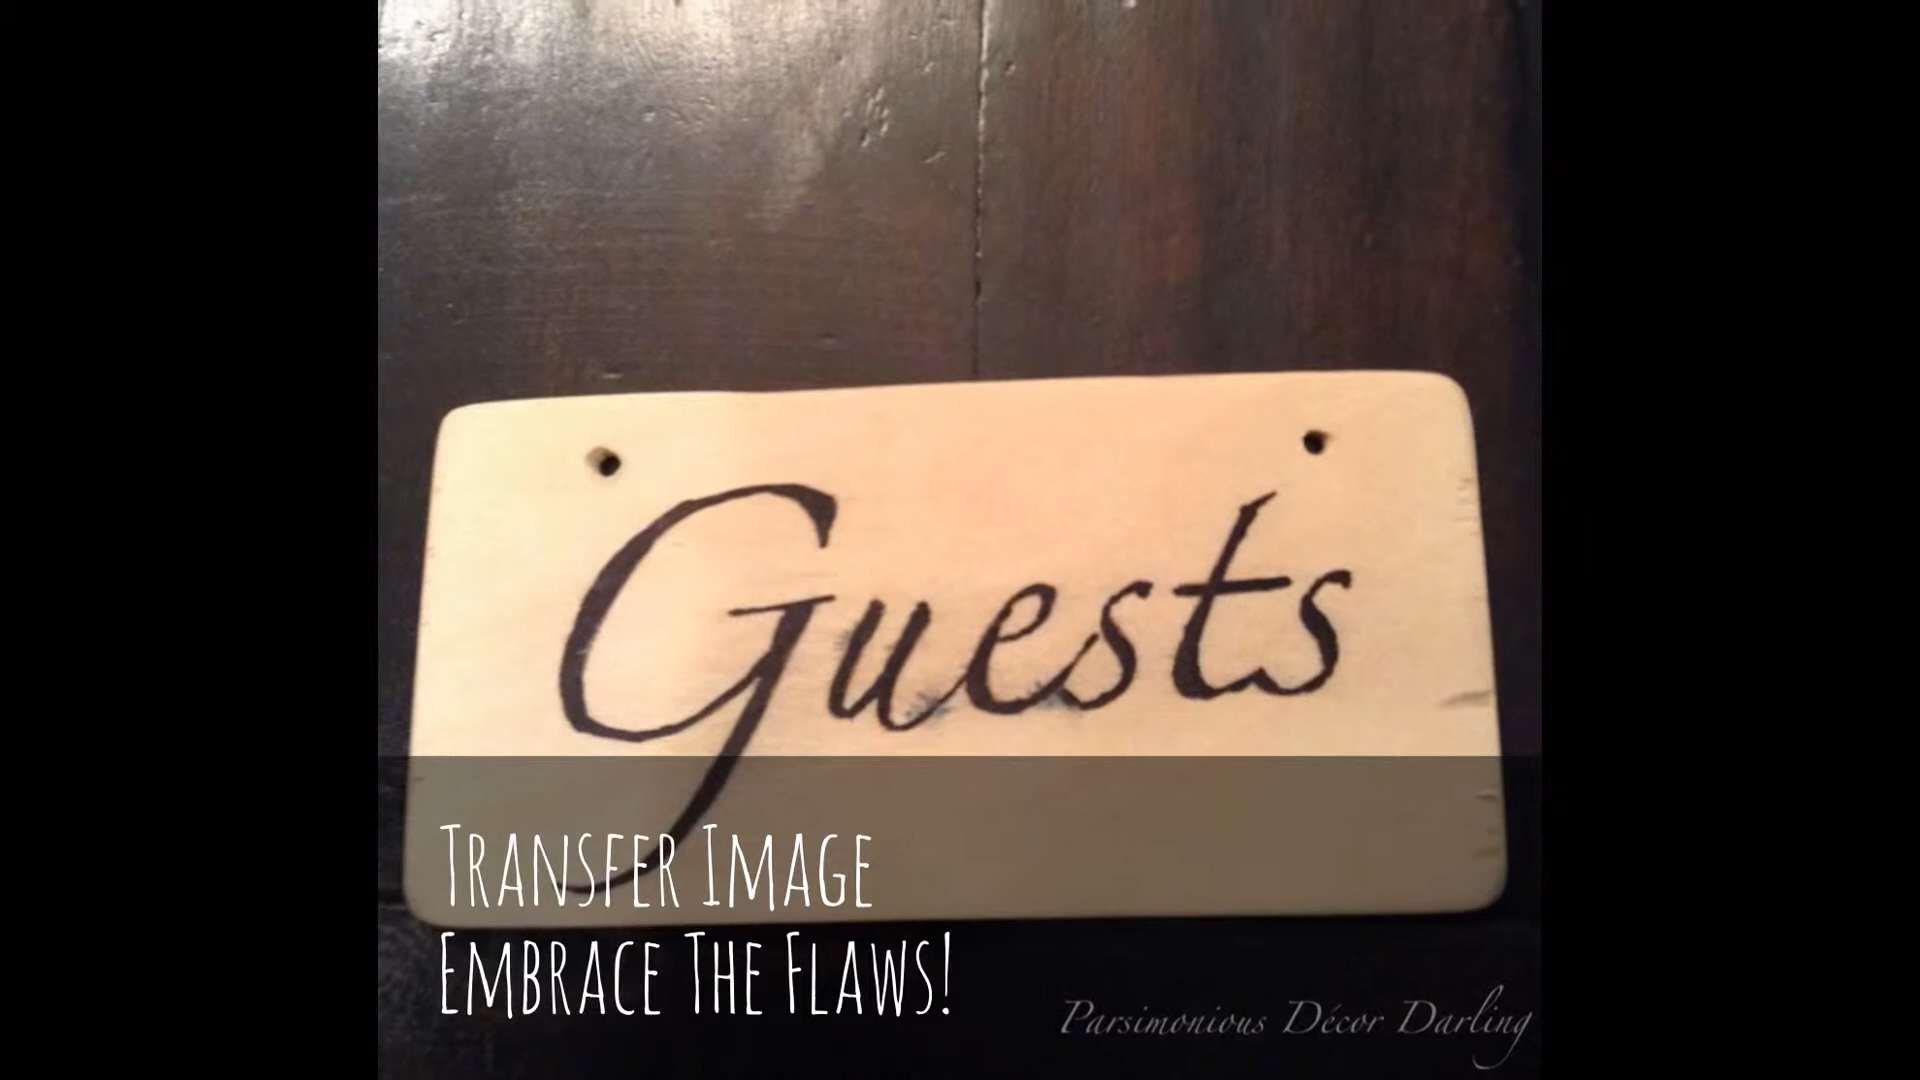 Guests
Transfer Image
Embrace The Flaws!
Parsimonious Décor Darling